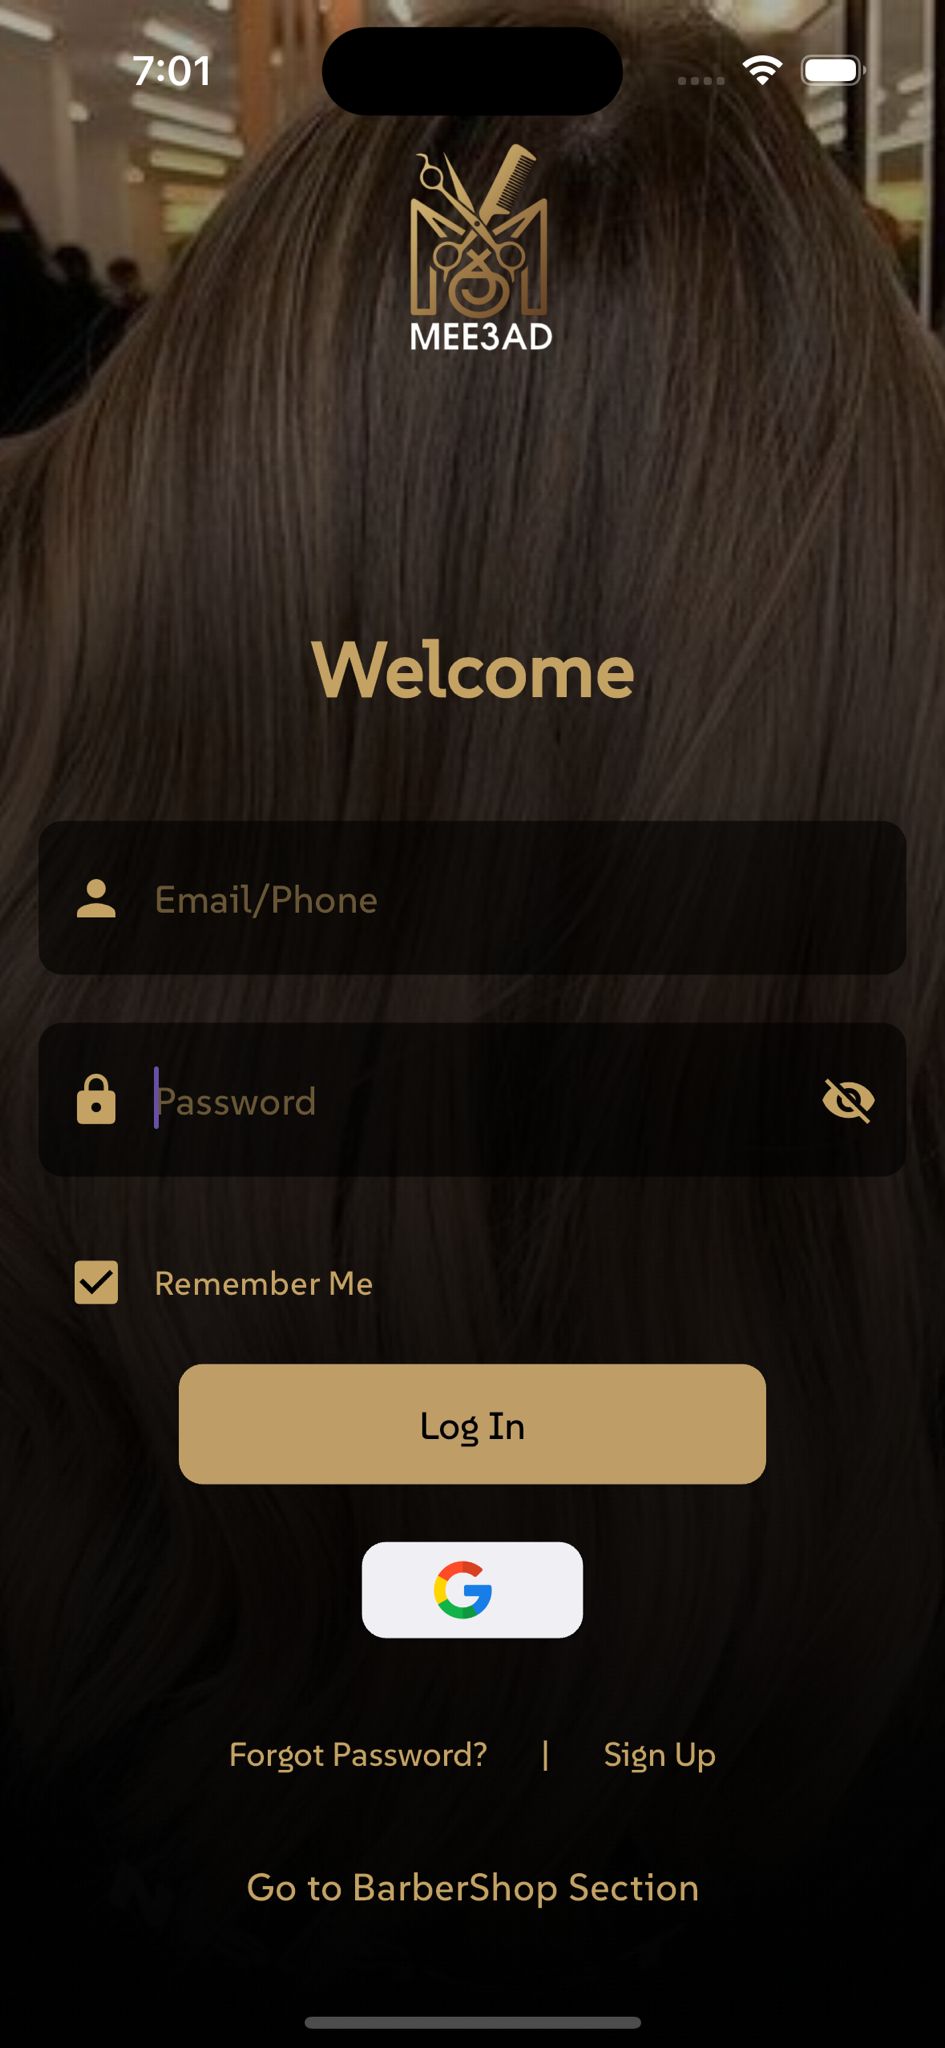 7:01
MEE3AD
Welcome
Email/Phone
Password
Remember Me
Log In
Forgot Password? | Sign Up
Go to BarberShop Section